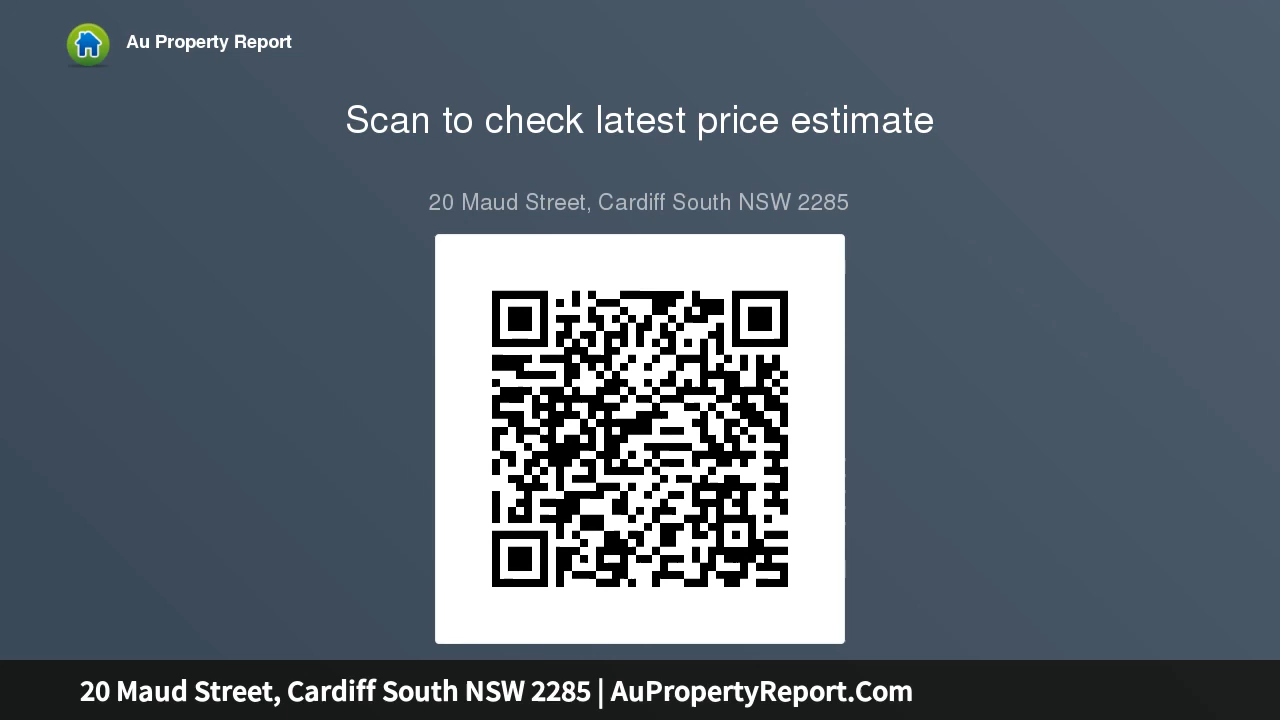 Au Property Report
Scan to check latest price estimate
20 Maud Street, Cardiff South NSW 2285
20 Maud Street, Cardiff South NSW 2285 | AuPropertyReport.Com